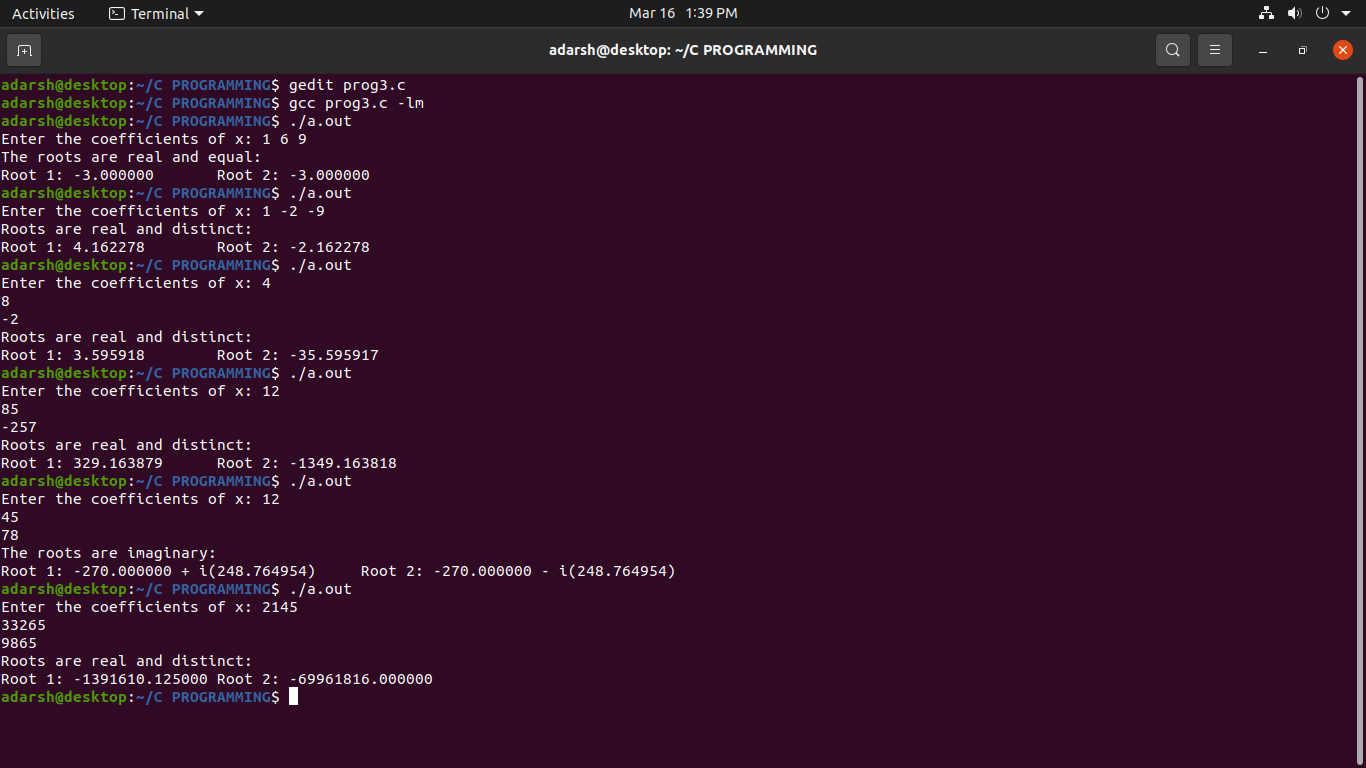 Activities Terminal Mar 16 1:39 PM
adarsh@desktop: ~/C PROGRAMMING
adarsh@desktop:~/C PROGRAMMING$ gedit prog3.c
adarsh@desktop:~/C PROGRAMMING$ gcc prog3.c -lm
adarsh@desktop:~/C PROGRAMMING$ ./a.out
Enter the coefficients of x: 1 6 9
The roots are real and equal:
Root 1: -3.000000       Root 2: -3.000000
adarsh@desktop:~/C PROGRAMMING$ ./a.out
Enter the coefficients of x: 1 -2 -9
Roots are real and distinct:
Root 1: 4.162278        Root 2: -2.162278
adarsh@desktop:~/C PROGRAMMING$ ./a.out
Enter the coefficients of x: 4
8
-2
Roots are real and distinct:
Root 1: 3.595918        Root 2: -35.595917
adarsh@desktop:~/C PROGRAMMING$ ./a.out
Enter the coefficients of x: 12
85
-257
Roots are real and distinct:
Root 1: 329.163879      Root 2: -1349.163818
adarsh@desktop:~/C PROGRAMMING$ ./a.out
Enter the coefficients of x: 12
45
78
The roots are imaginary:
Root 1: -270.000000 + i(248.764954)     Root 2: -270.000000 - i(248.764954)
adarsh@desktop:~/C PROGRAMMING$ ./a.out
Enter the coefficients of x: 2145
33265
9865
Roots are real and distinct:
Root 1: -1391610.125000 Root 2: -69961816.000000
adarsh@desktop:~/C PROGRAMMING$